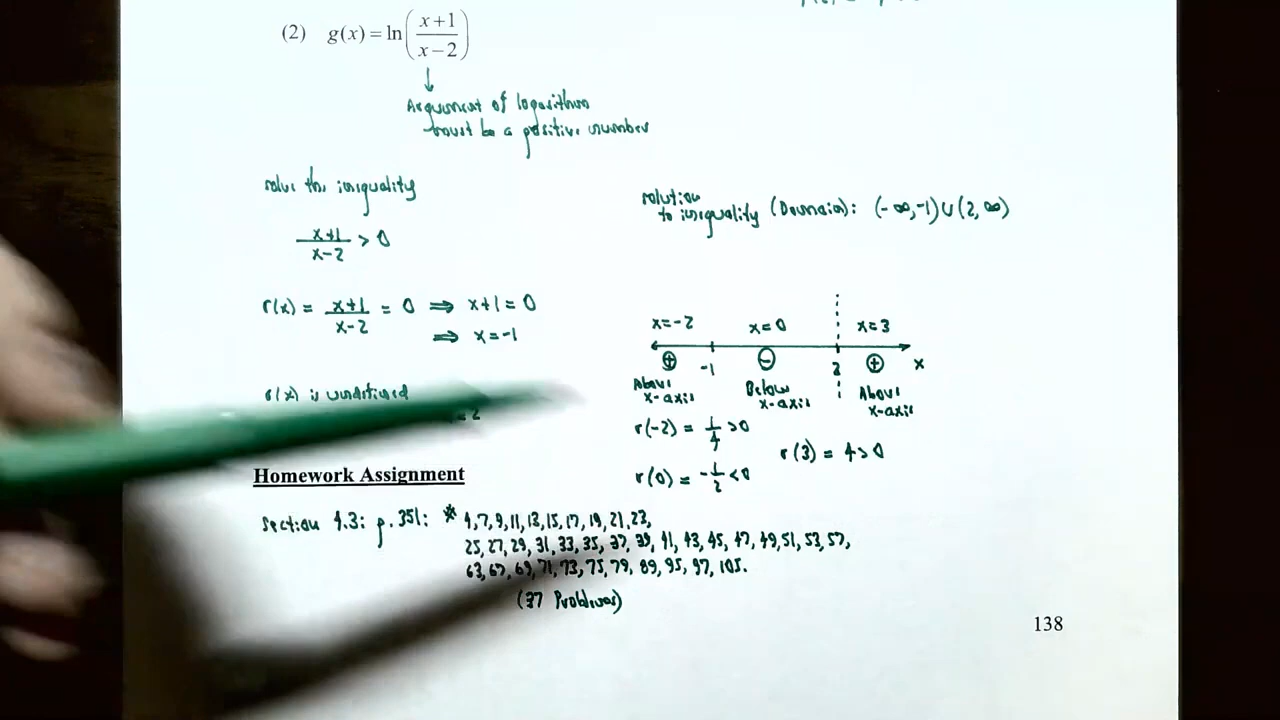 (2) g(x) = ln( (x+1)/(x−2) )
↓
Argument of logarithm
must be a positive number
solve the inequality
(x+1)/(x−2) > 0
r(x) = (x+1)/(x−2) = 0 ⇒ x+1 = 0
⇒ x = -1
r(x) is undefined
= 2
solution
to inequality (Domain): (-∞,-1)∪(2,∞)
x=-2 x=0 x=3
⊕ -1 ⊖ 2 ⊕ x
Above x-axis Below x-axis Above x-axis
r(-2) = 1/4 > 0
r(3) = 4 > 0
r(0) = -1/2 < 0
Homework Assignment
Section 4.3: p.351: * 4,7,9,11,13,15,17,19,21,23,
25,27,29,31,33,35,37,39,41,43,45,47,49,51,53,57,
63,67,69,71,73,75,79,89,95,97,105.
(37 Problems)
138